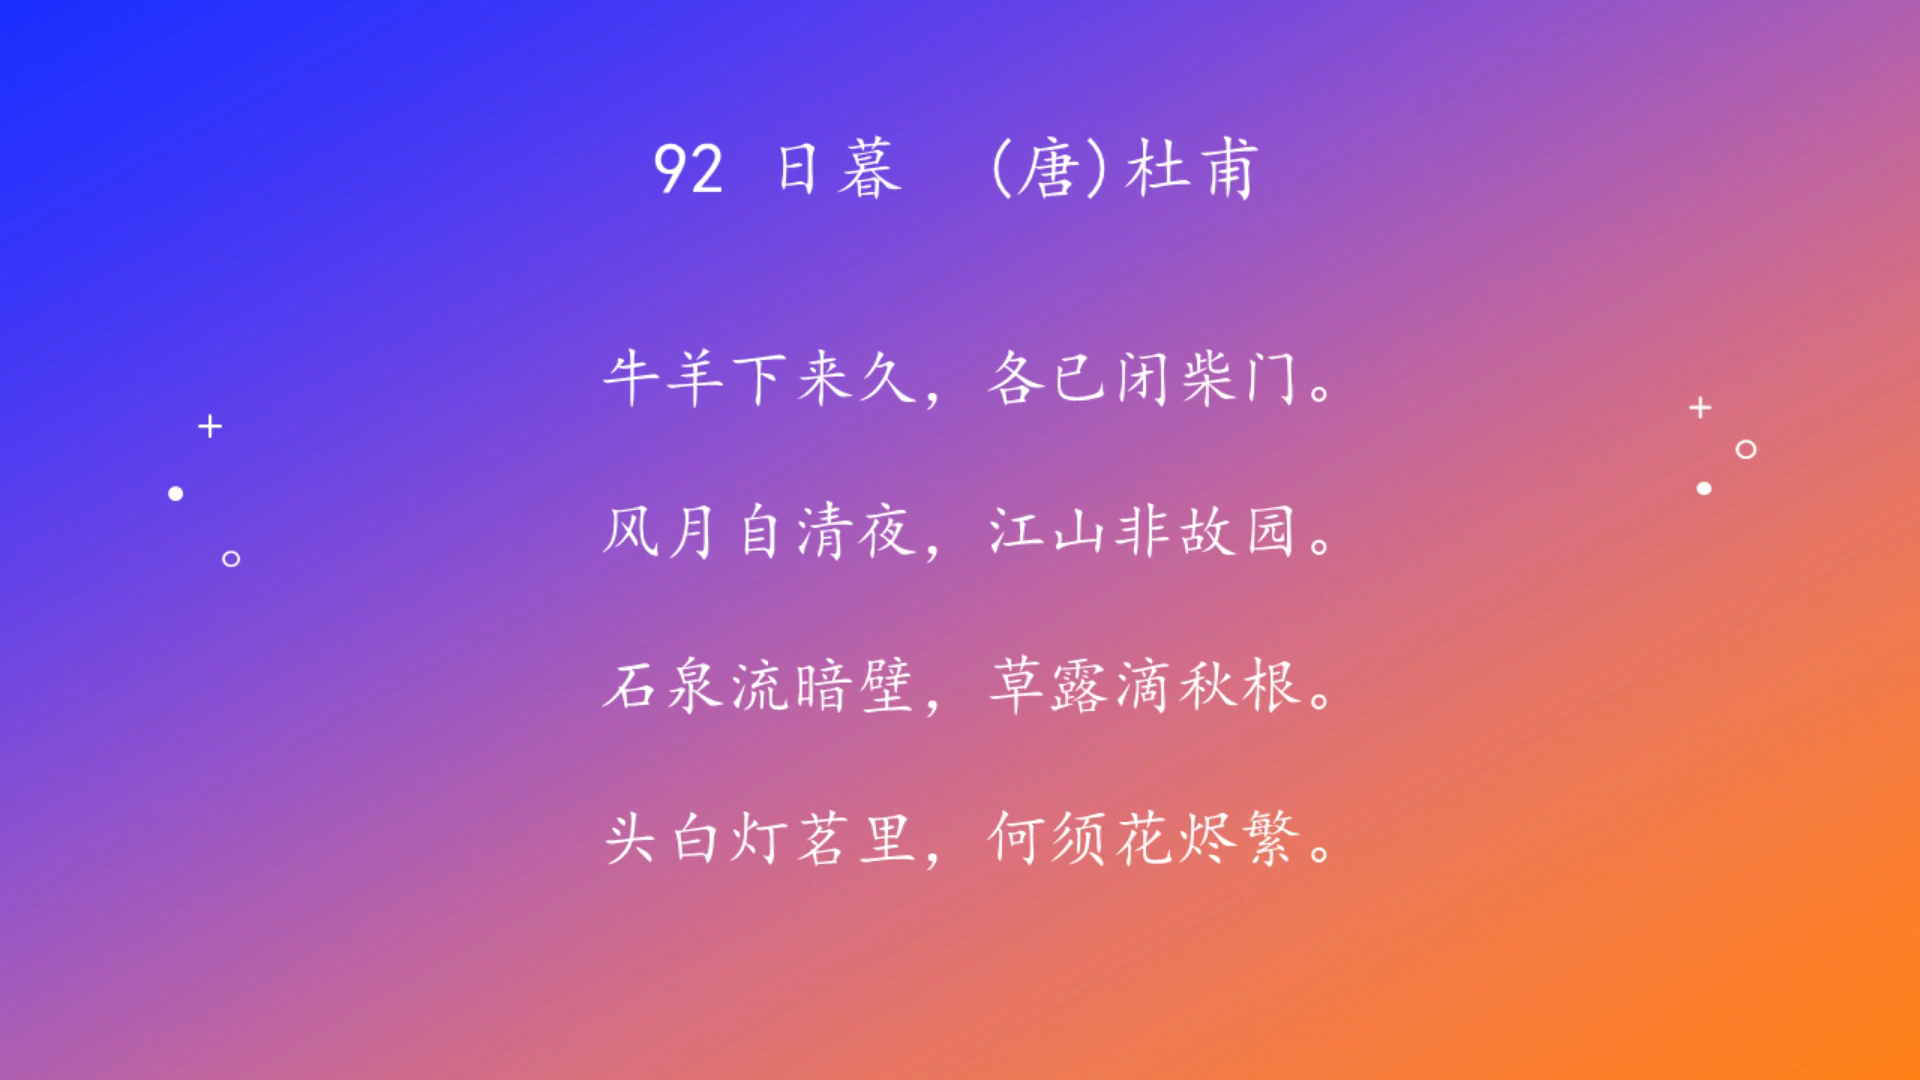 92 日暮 (唐)杜甫
牛羊下来久，各已闭柴门。
风月自清夜，江山非故园。
石泉流暗壁，草露滴秋根。
头白灯茗里，何须花烬繁。